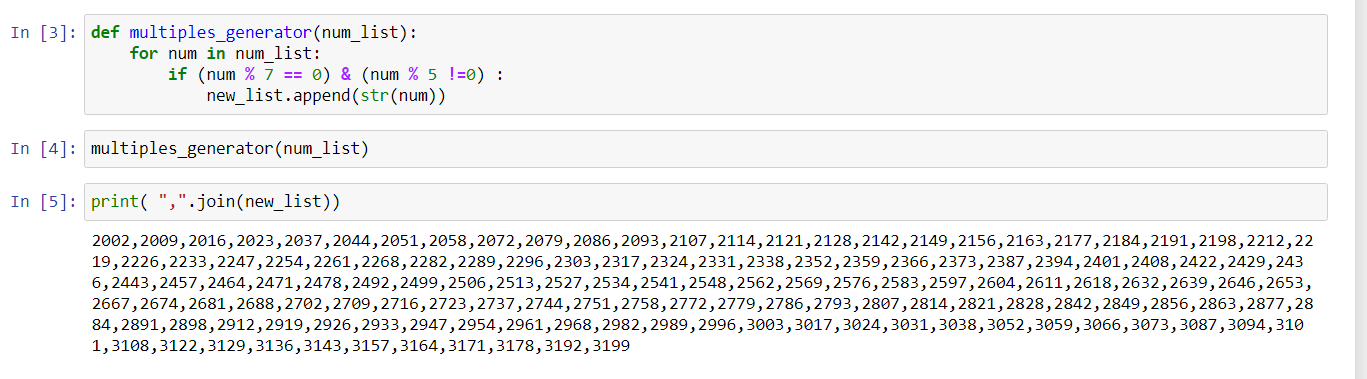 In [3]: def multiples_generator(num_list):
for num in num_list:
if (num % 7 == 0) & (num % 5 !=0) :
new_list.append(str(num))
In [4]: multiples_generator(num_list)
In [5]: print( ",".join(new_list))
2002,2009,2016,2023,2037,2044,2051,2058,2072,2079,2086,2093,2107,2114,2121,2128,2142,2149,2156,2163,2177,2184,2191,2198,2212,22
19,2226,2233,2247,2254,2261,2268,2282,2289,2296,2303,2317,2324,2331,2338,2352,2359,2366,2373,2387,2394,2401,2408,2422,2429,243
6,2443,2457,2464,2471,2478,2492,2499,2506,2513,2527,2534,2541,2548,2562,2569,2576,2583,2597,2604,2611,2618,2632,2639,2646,2653,
2667,2674,2681,2688,2702,2709,2716,2723,2737,2744,2751,2758,2772,2779,2786,2793,2807,2814,2821,2828,2842,2849,2856,2863,2877,28
84,2891,2898,2912,2919,2926,2933,2947,2954,2961,2968,2982,2989,2996,3003,3017,3024,3031,3038,3052,3059,3066,3073,3087,3094,310
1,3108,3122,3129,3136,3143,3157,3164,3171,3178,3192,3199